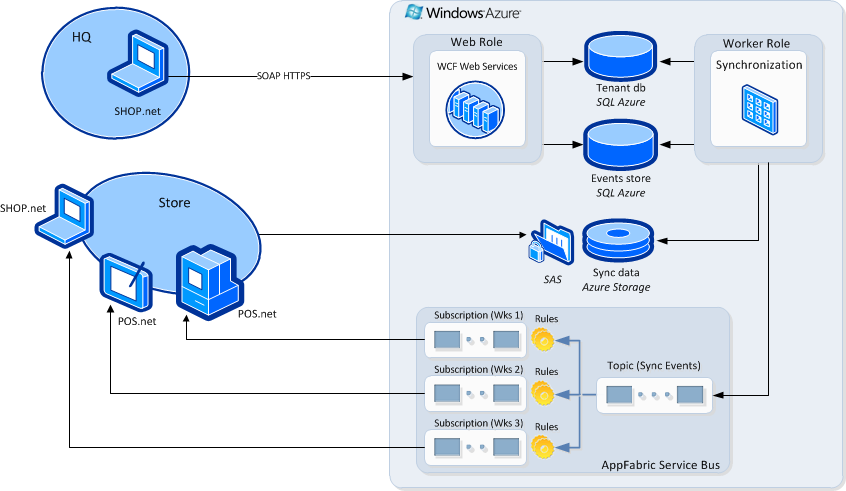 HQ
SHOP.net
SOAP HTTPS
Windows Azure
Web Role
WCF Web Services
Tenant db
SQL Azure
Events store
SQL Azure
Worker Role
Synchronization
SHOP.net
Store
POS.net
POS.net
SAS
Sync data
Azure Storage
Subscription (Wks 1)
Rules
Subscription (Wks 2)
Rules
Subscription (Wks 3)
Rules
Topic (Sync Events)
AppFabric Service Bus